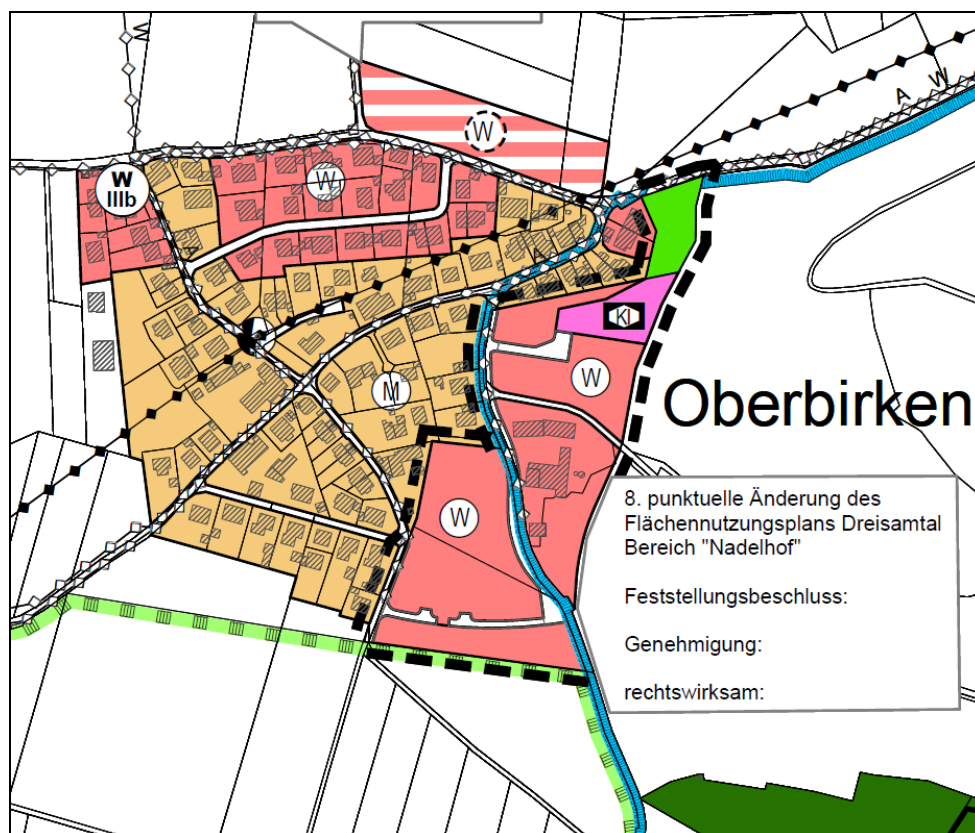 W
W
A
W
W
IIIb
W
A
A
KI
W
M
Oberbirken
W
8. punktuelle Änderung des
Flächennutzungsplans Dreisamtal
Bereich "Nadelhof"
Feststellungsbeschluss:
Genehmigung:
rechtswirksam: